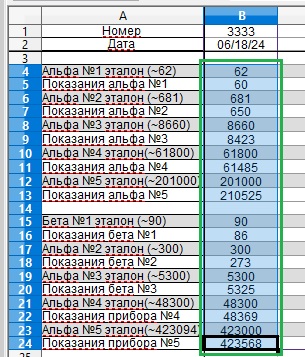 A B
1 Номер 3333
2 Дата 06/18/24
3
4 Альфа №1 эталон (~62) 62
5 Показания альфа №1 60
6 Альфа №2 эталон (~681) 681
7 Показания альфа №2 650
8 Альфа №3 эталон (~8660) 8660
9 Показания альфа №3 8423
10 Альфа №4 эталон (~61800) 61800
11 Показания альфа №4 61485
12 Альфа №5 эталон (~201000) 201000
13 Показания альфа №5 210525
14
15 Бета №1 эталон (~90) 90
16 Показания бета №1 86
17 Альфа №2 эталон (~300) 300
18 Показания бета №2 273
19 Альфа №3 эталон (~5300) 5300
20 Показания бета №3 5325
21 Альфа №4 эталон (~48300) 48300
22 Показания прибора №4 48369
23 Альфа №5 эталон (~423094) 423000
24 Показания прибора №5 423568
25